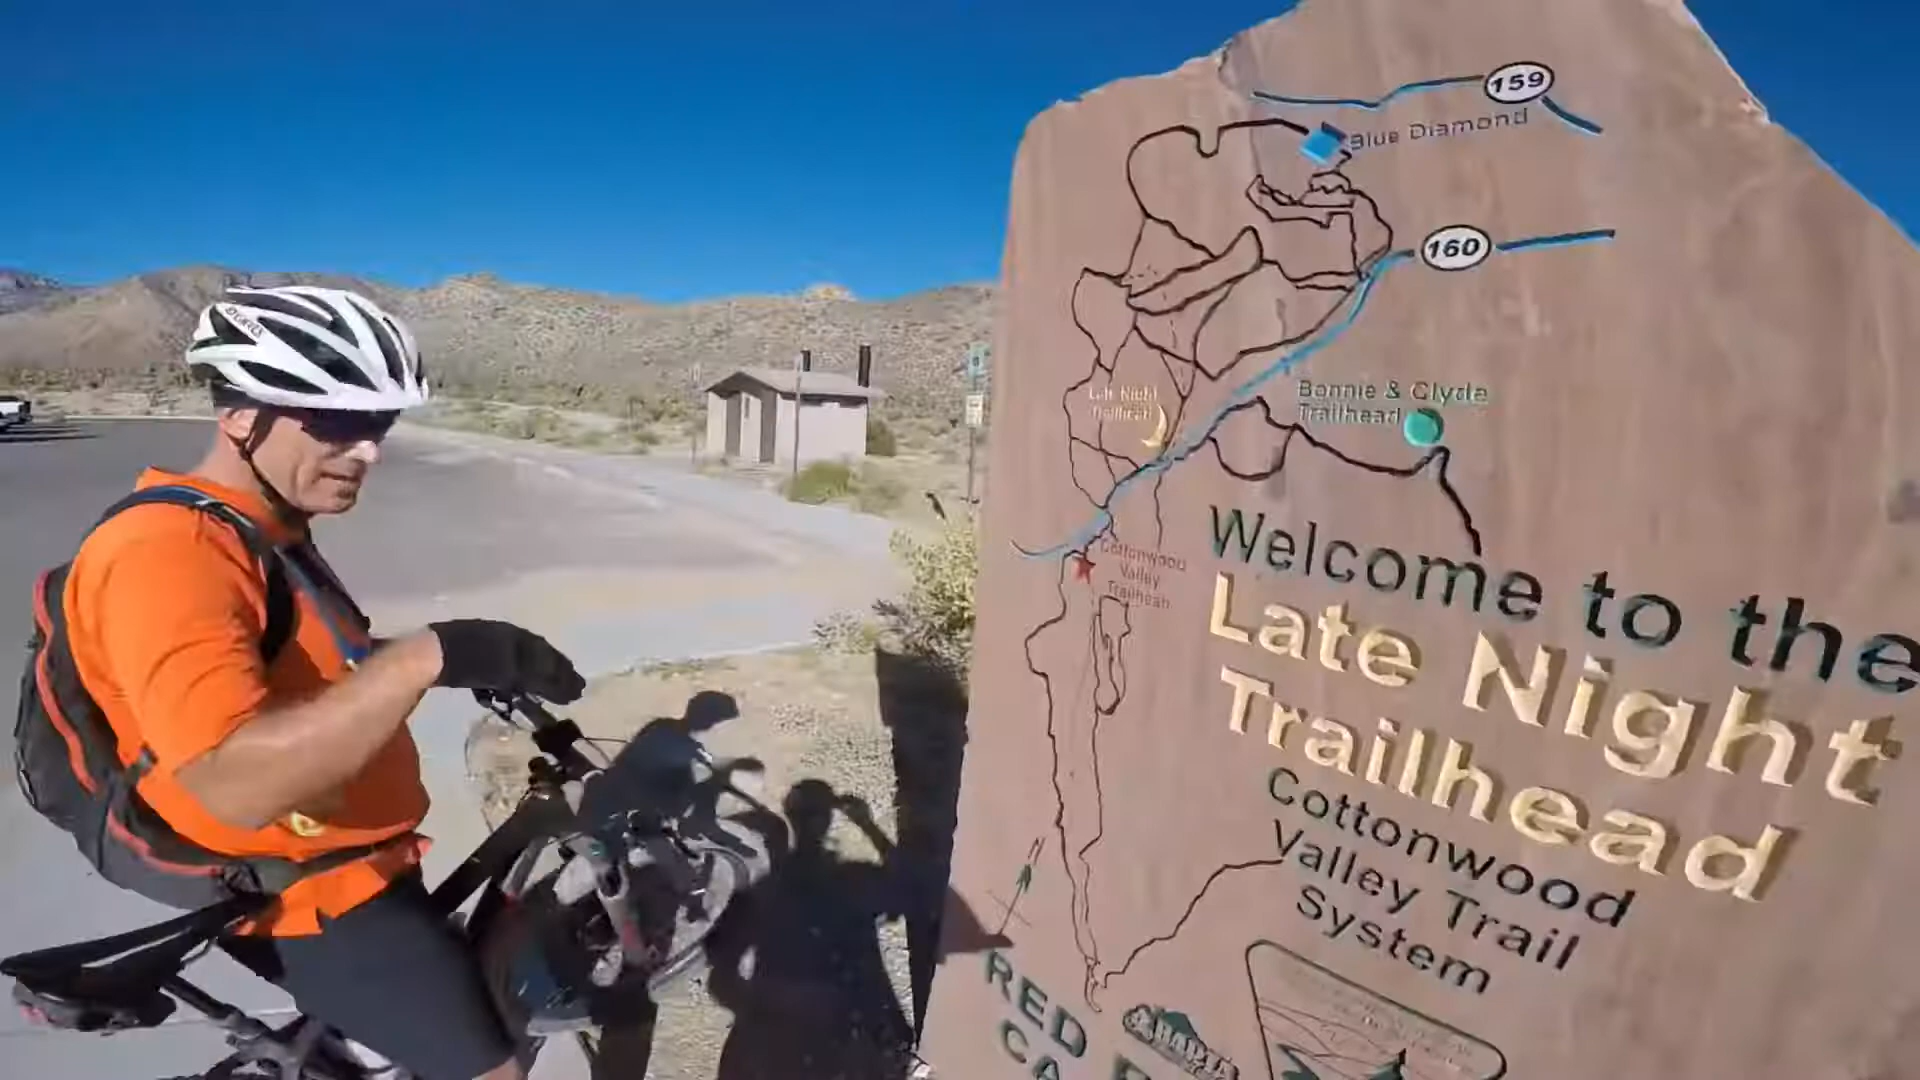 159
Blue Diamond
160
Bonnie & Clyde
Trailhead
Late Night
Trailhead
Cottonwood
Valley
Trailhead
Welcome to the
Late Night
Trailhead
Cottonwood
Valley Trail
System
RED
CA
GIRO